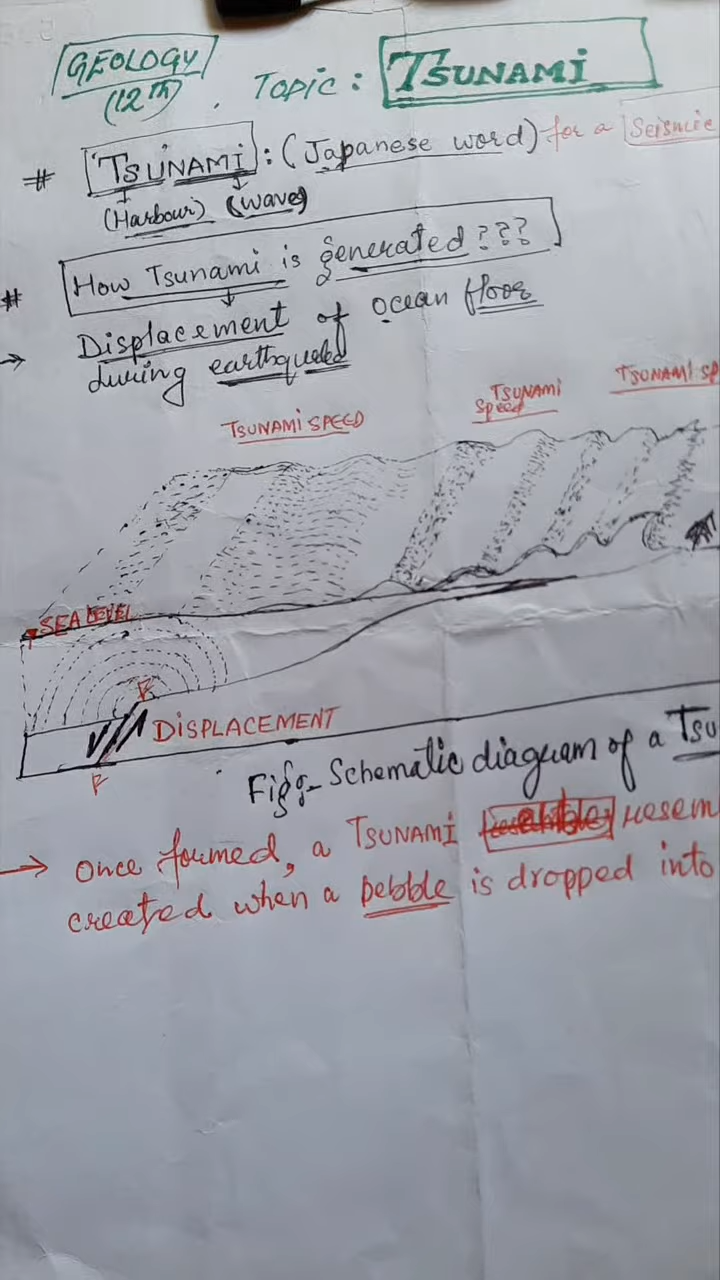 GEOLOGY
(12TH). TOPIC: TSUNAMI
# TSUNAMI: (Japanese word) for a Seismic
(Harbour) (wave)
# How Tsunami is generated???
→ Displacement of ocean floor
during earthqueked
TSUNAMI SPEED
TSUNAMI
Speed
TSUNAMI SP
SEA LEVEL
F
DISPLACEMENT
F
Fig:- Schematic diagram of a Tsu
→ Once formed, a TSUNAMI resem
created when a pebble is dropped into